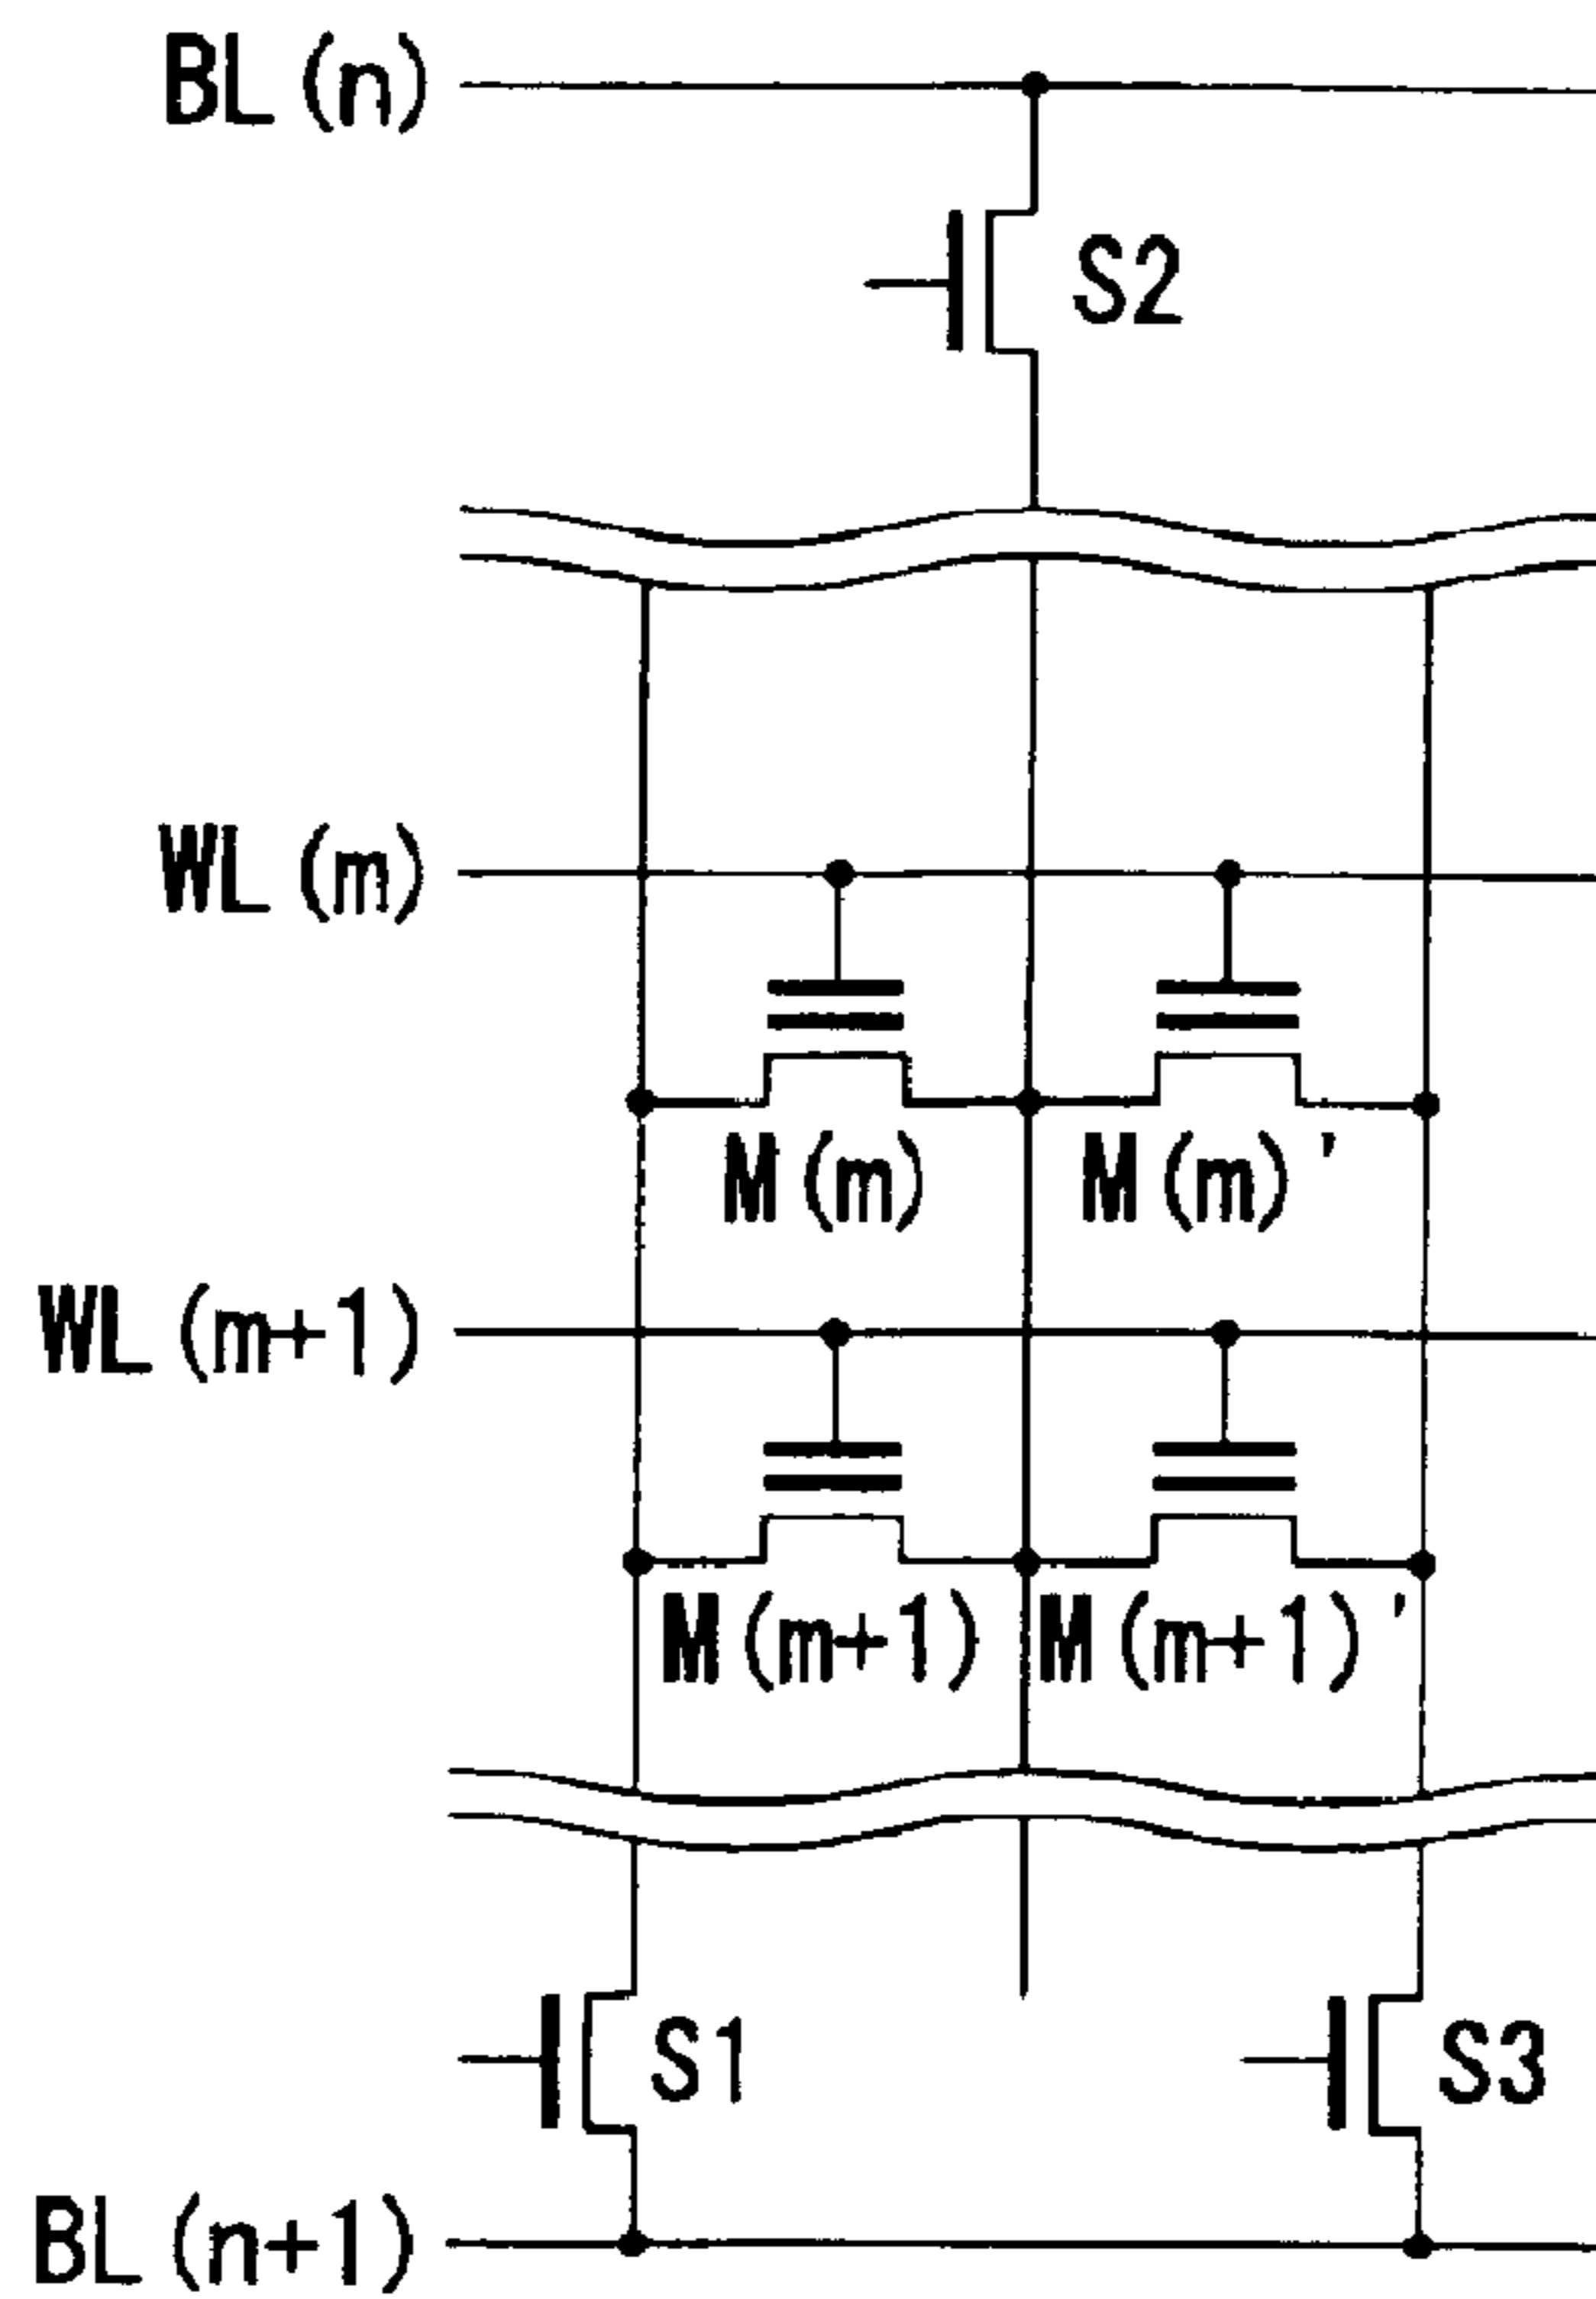 BL(n)
S2
WL(m)
M(m) M(m)'
WL(m+1)
M(m+1) M(m+1)'
S1 S3
BL(n+1)